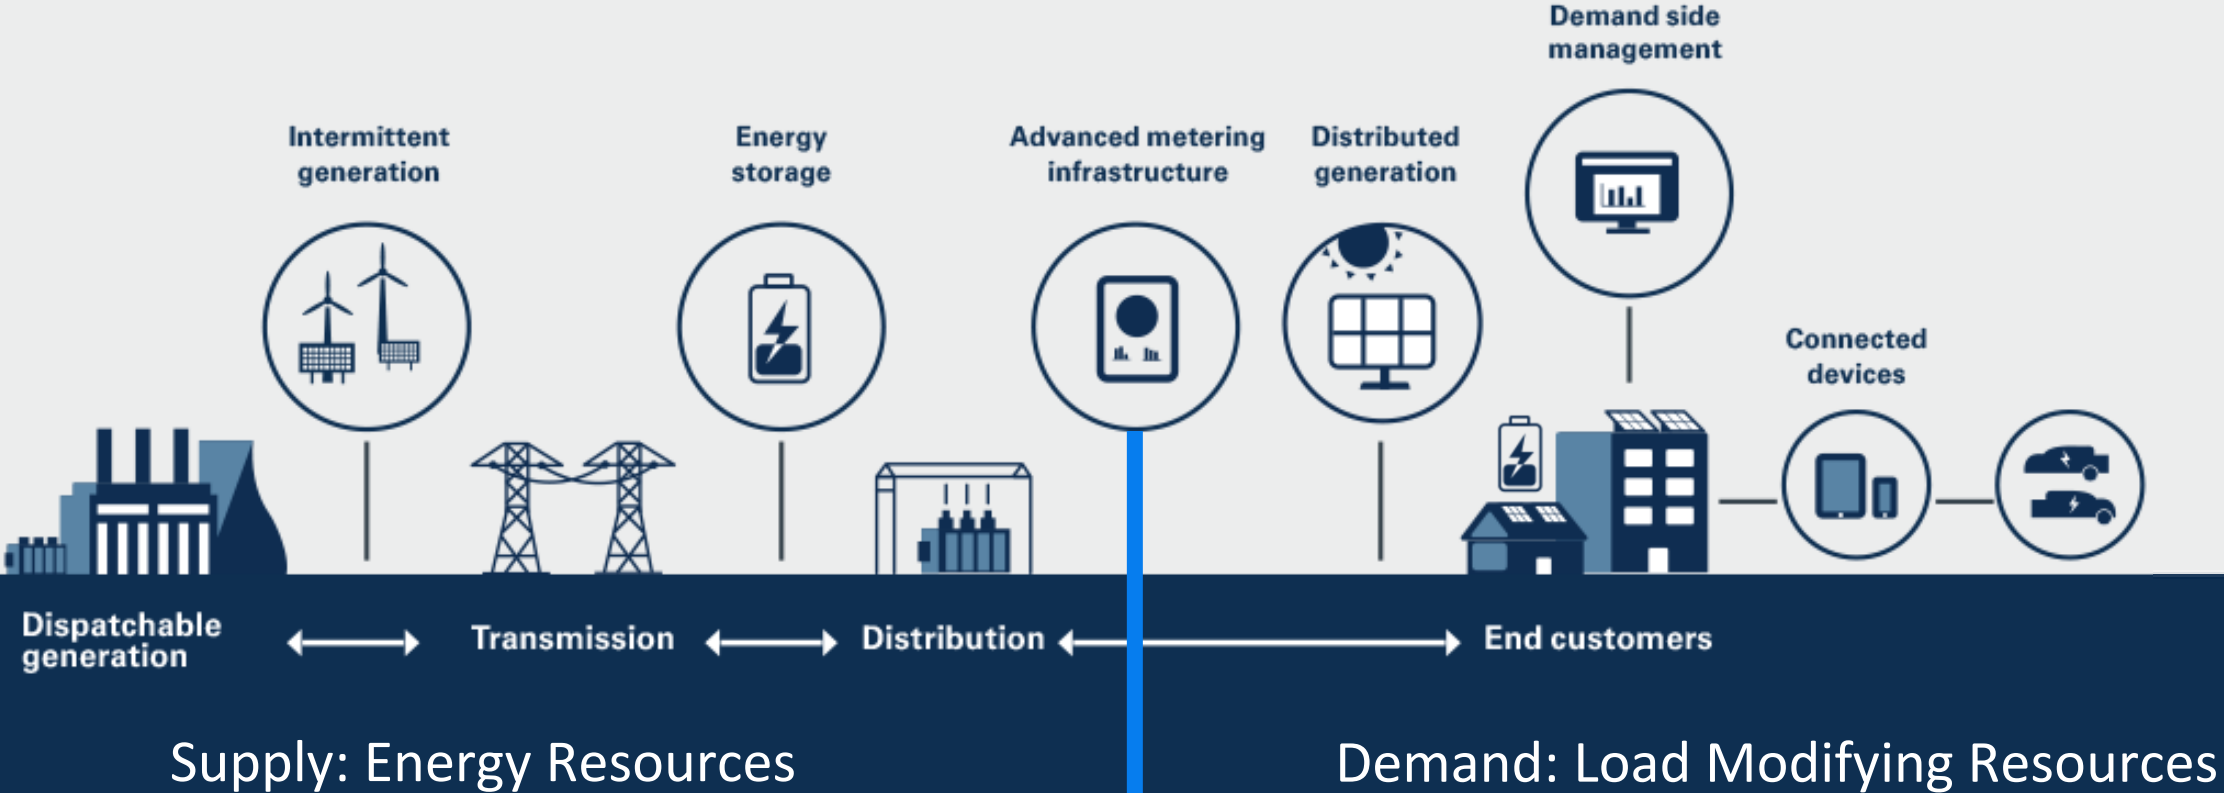 Demand side
management
Intermittent
generation
Energy
storage
Advanced metering
infrastructure
Distributed
generation
Connected
devices
Dispatchable
generation
Transmission
Distribution
End customers
Supply: Energy Resources
Demand: Load Modifying Resources